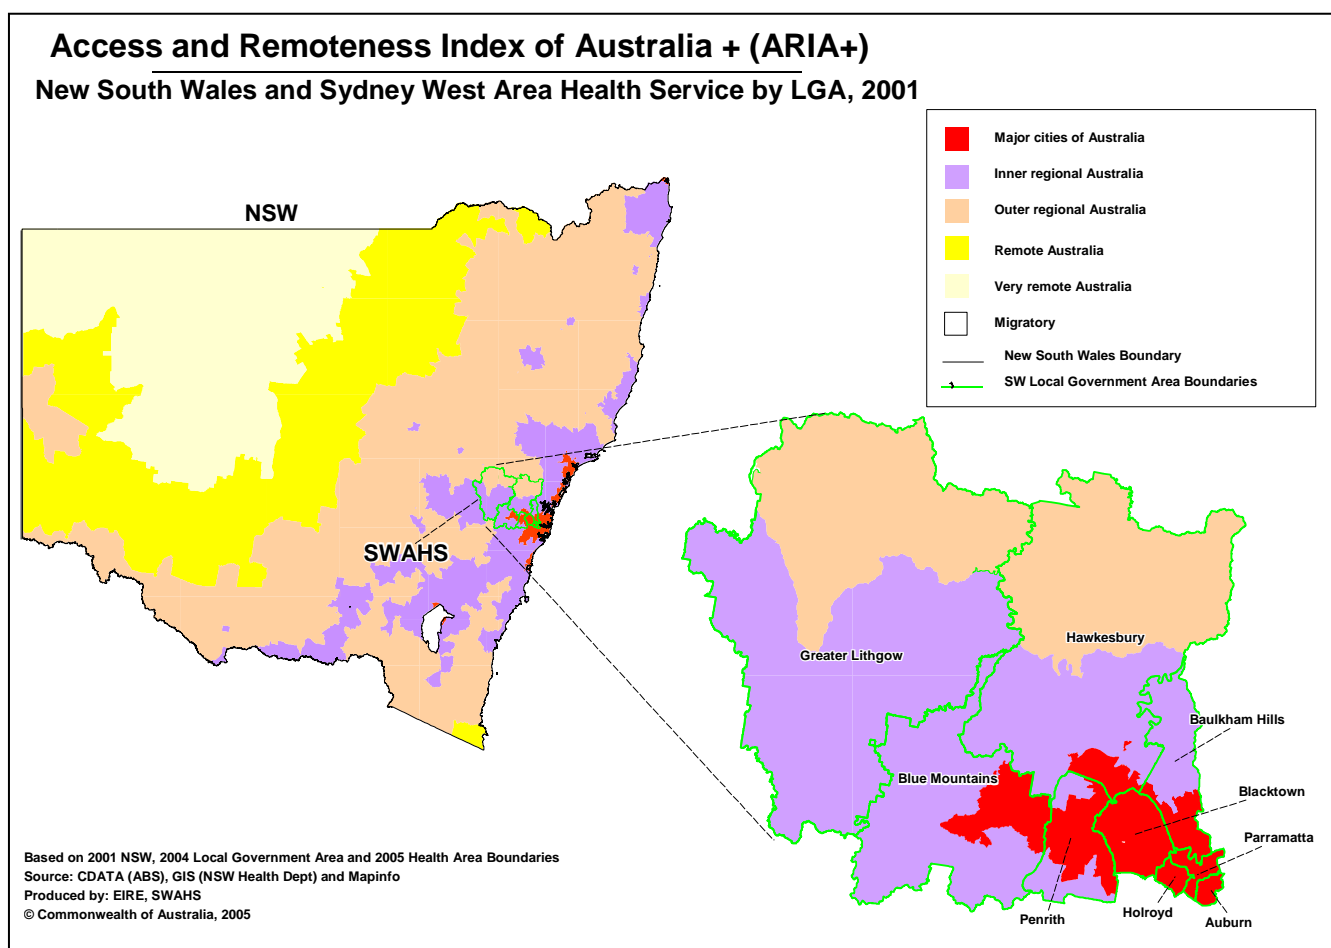 Access and Remoteness Index of Australia + (ARIA+)
New South Wales and Sydney West Area Health Service by LGA, 2001
Major cities of Australia
Inner regional Australia
Outer regional Australia
Remote Australia
Very remote Australia
Migratory
New South Wales Boundary
SW Local Government Area Boundaries
NSW
SWAHS
Hawkesbury
Greater Lithgow
Baulkham Hills
Blue Mountains
Blacktown
Parramatta
Penrith
Holroyd
Auburn
Based on 2001 NSW, 2004 Local Government Area and 2005 Health Area Boundaries
Source: CDATA (ABS), GIS (NSW Health Dept) and Mapinfo
Produced by: EIRE, SWAHS
© Commonwealth of Australia, 2005